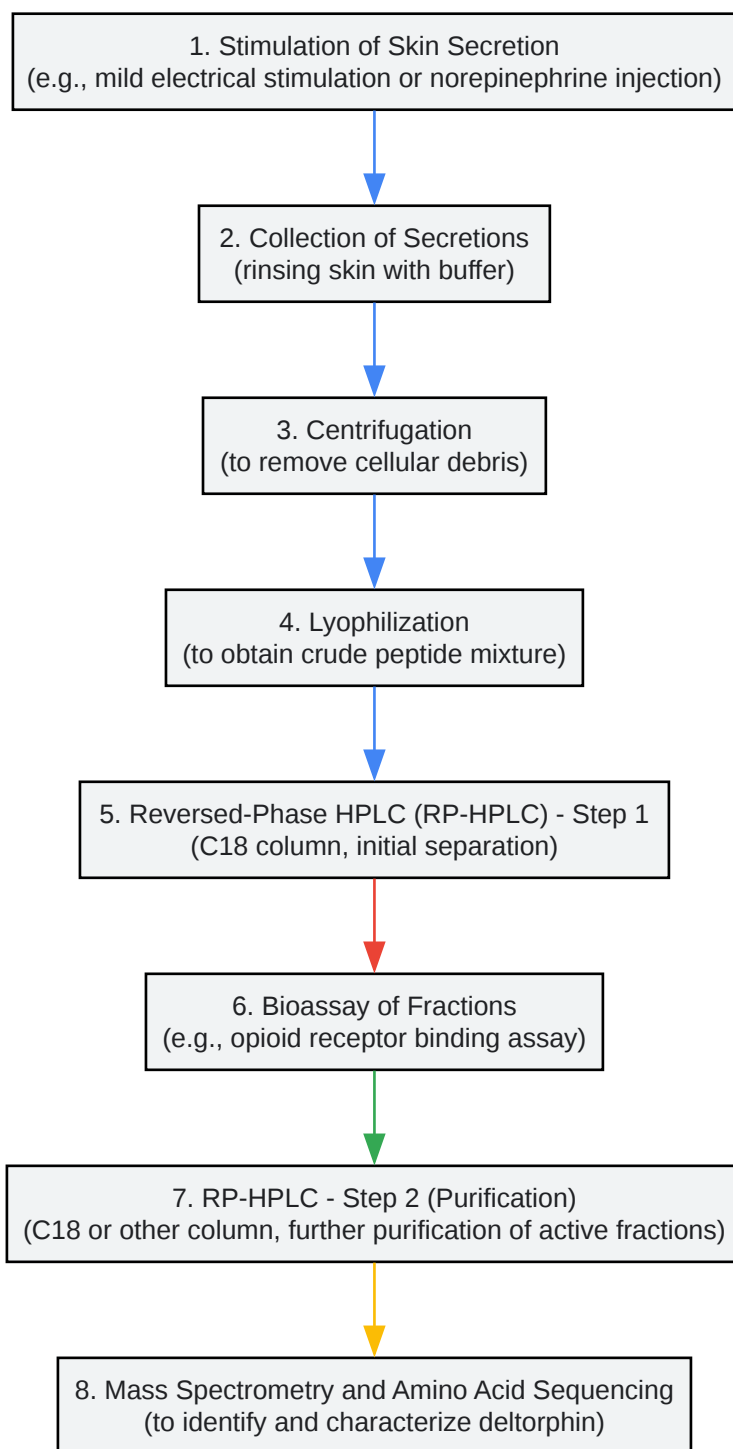 1. Stimulation of Skin Secretion
(e.g., mild electrical stimulation or norepinephrine injection)
2. Collection of Secretions
(rinsing skin with buffer)
3. Centrifugation
(to remove cellular debris)
4. Lyophilization
(to obtain crude peptide mixture)
5. Reversed-Phase HPLC (RP-HPLC) - Step 1
(C18 column, initial separation)
6. Bioassay of Fractions
(e.g., opioid receptor binding assay)
7. RP-HPLC - Step 2 (Purification)
(C18 or other column, further purification of active fractions)
8. Mass Spectrometry and Amino Acid Sequencing
(to identify and characterize deltorphin)